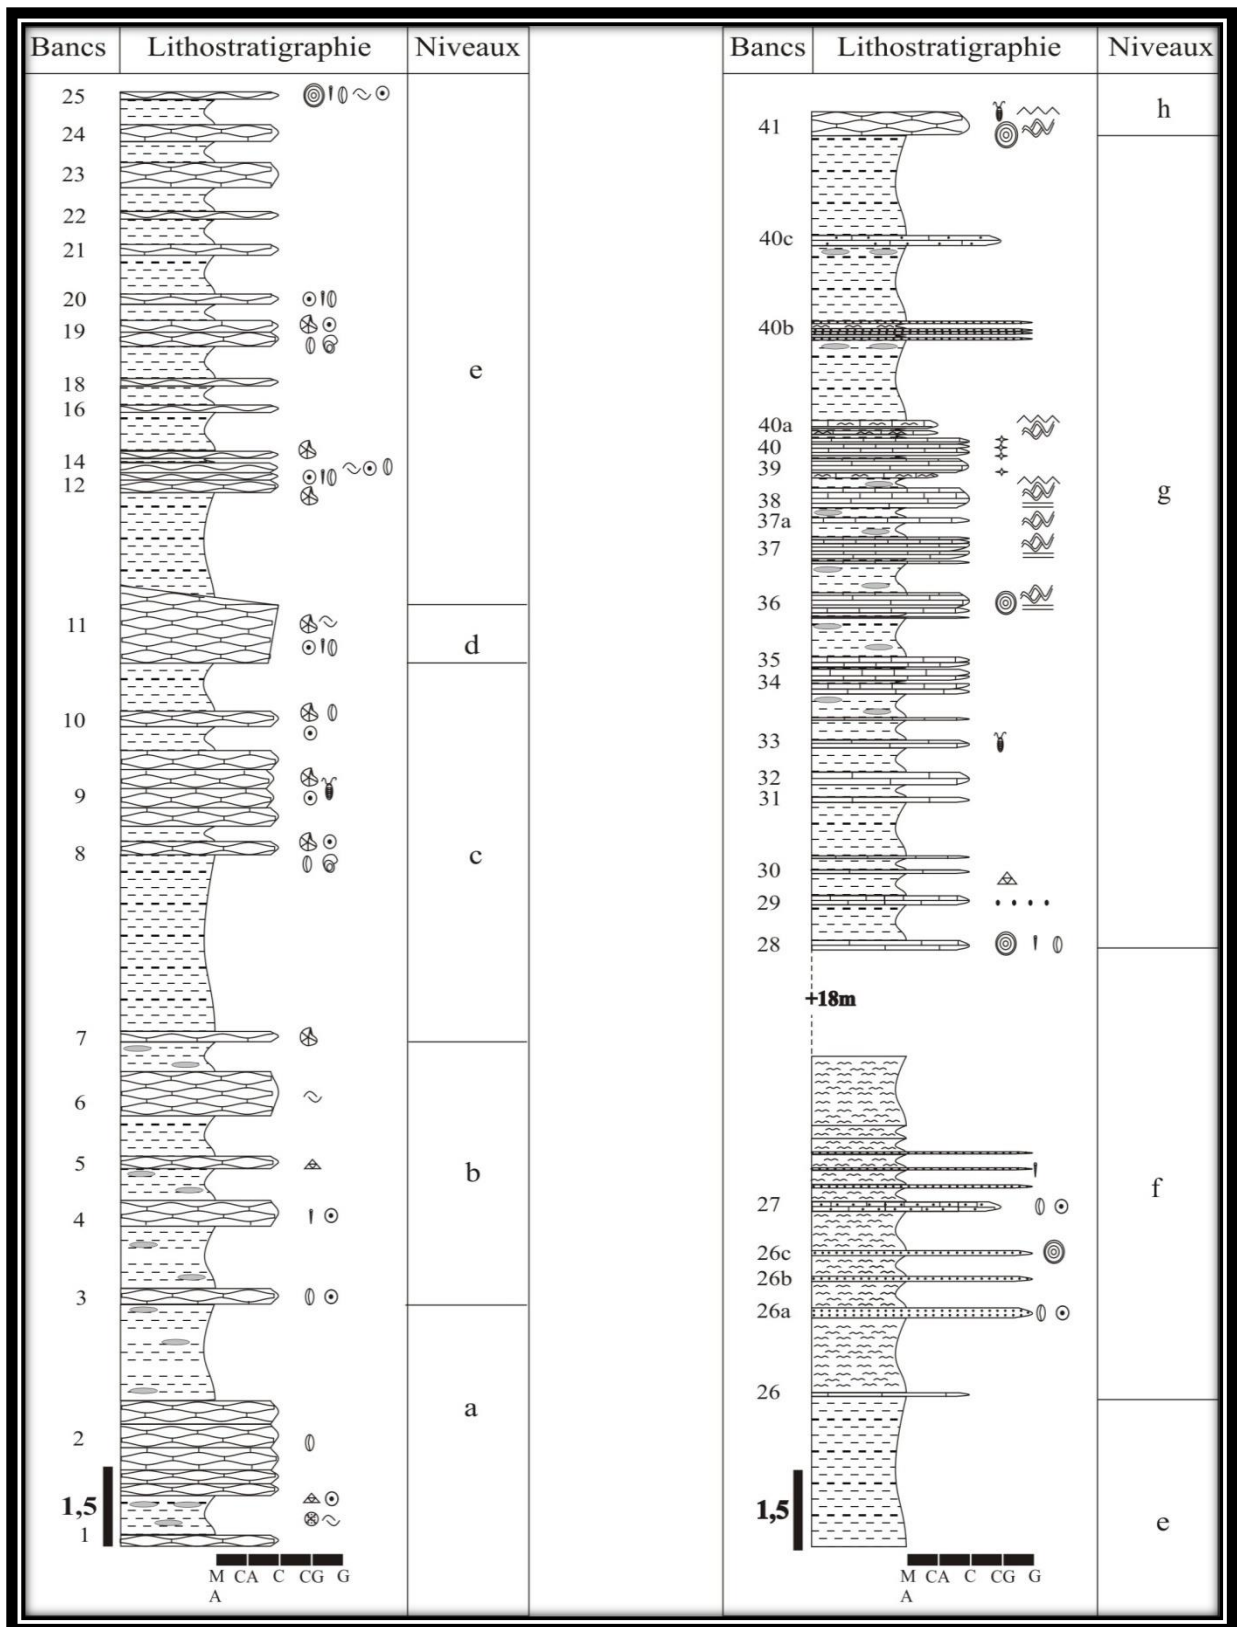 Bancs Lithostratigraphie Niveaux
25
24
23
22
21
20
19
18
16
14
12
e
11
d
10
9
8
c
7
6
5
4
b
3
2
a
1,5
1
M CA C CG G
A
Bancs Lithostratigraphie Niveaux
h
41
40c
40b
40a
40
39
38
37a
37
36
35
34
33
32
31
30
29
28
g
+18m
27
26c
26b
26a
26
f
1,5
e
M CA C CG G
A